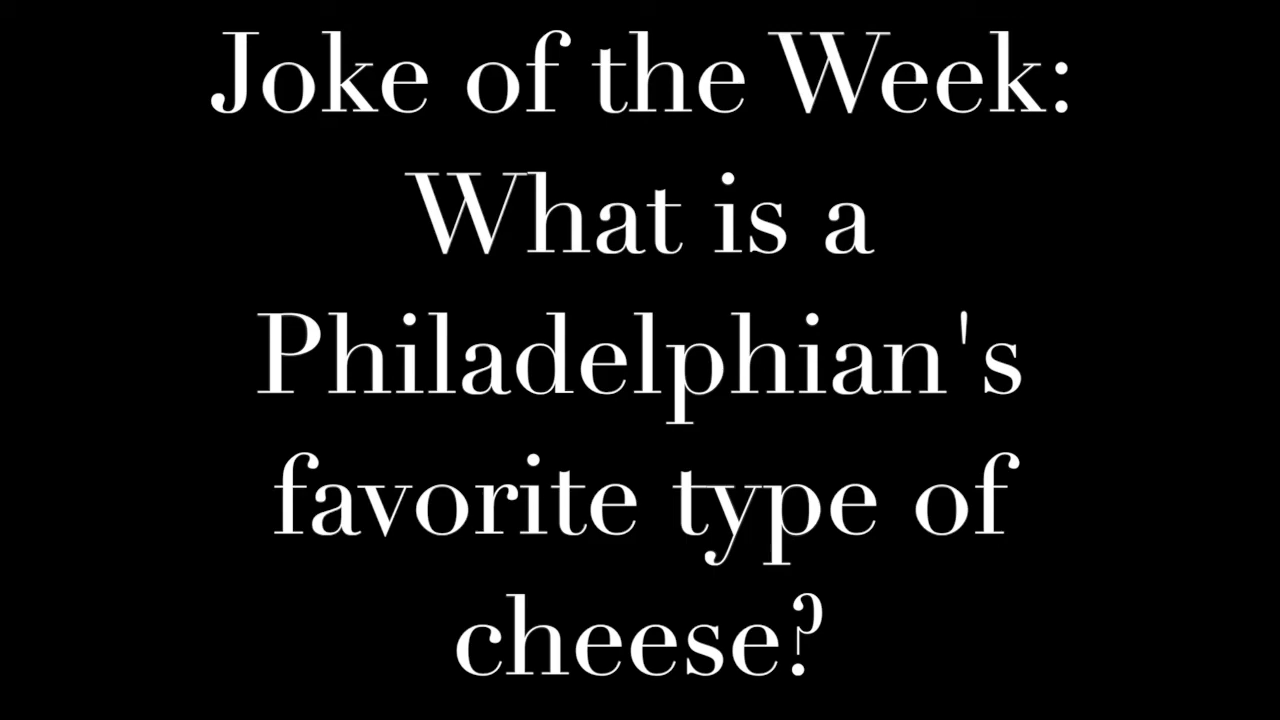 Joke of the Week:
What is a
Philadelphian's
favorite type of
cheese?